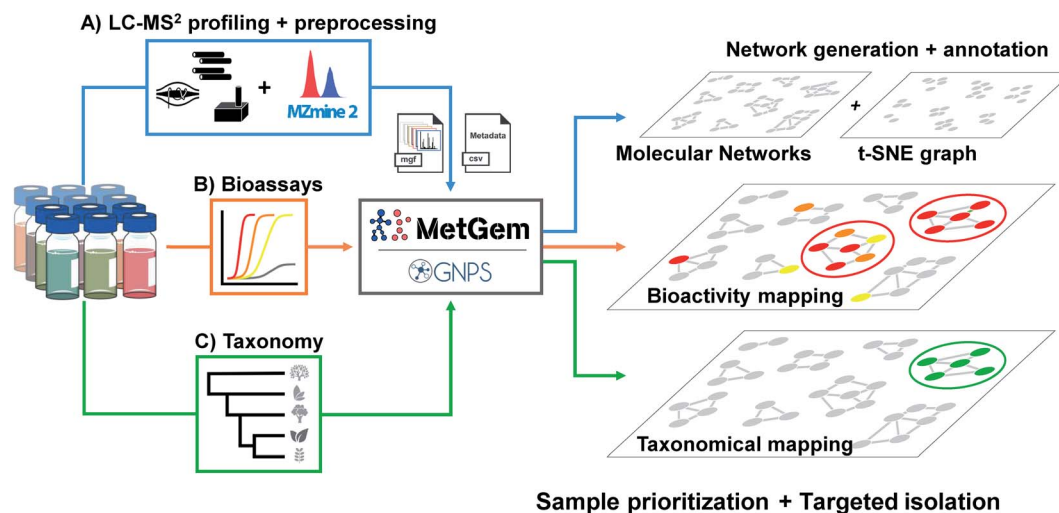 A) LC-MS² profiling + preprocessing
+
MZmine 2
mgf
Metadata
csv
B) Bioassays
MetGem
GNPS
C) Taxonomy
Network generation + annotation
+
Molecular Networks
t-SNE graph
Bioactivity mapping
Taxonomical mapping
Sample prioritization + Targeted isolation